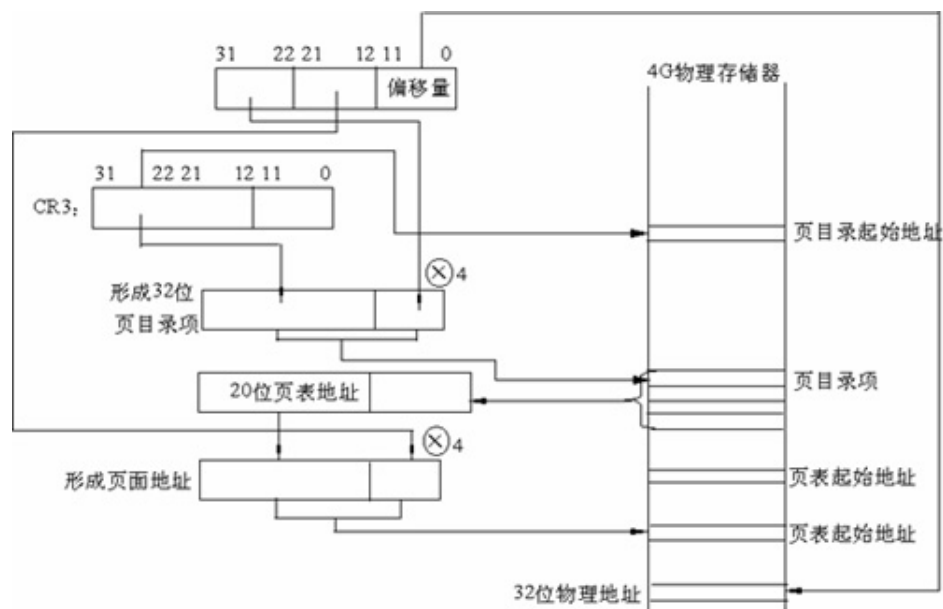 31 22 21 12 11 0
偏移量
4G物理存储器
31 22 21 12 11 0
CR3:
页目录起始地址
×4
形成32位
页目录项
页目录项
20位页表地址
×4
形成页面地址
页表起始地址
页表起始地址
32位物理地址